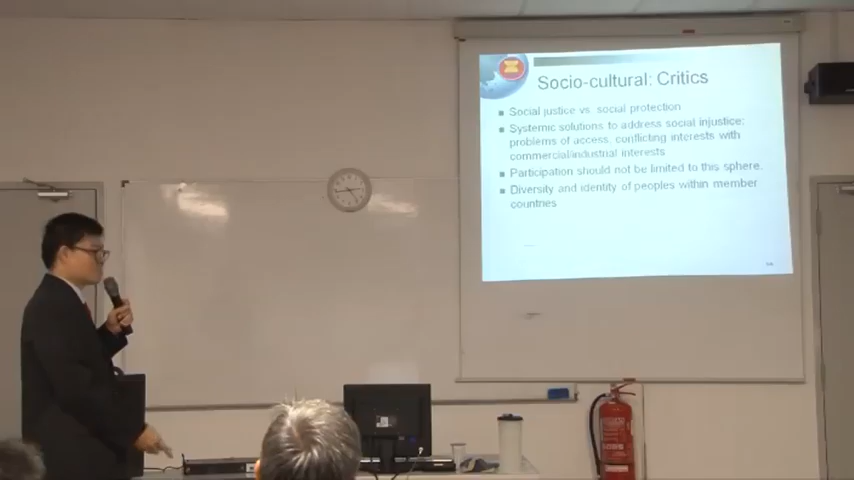 Socio-cultural: Critics
Social justice vs. social protection
Systemic solutions to address social injustice:
problems of access, conflicting interests with
commercial/industrial interests
Participation should not be limited to this sphere.
Diversity and identity of peoples within member
countries